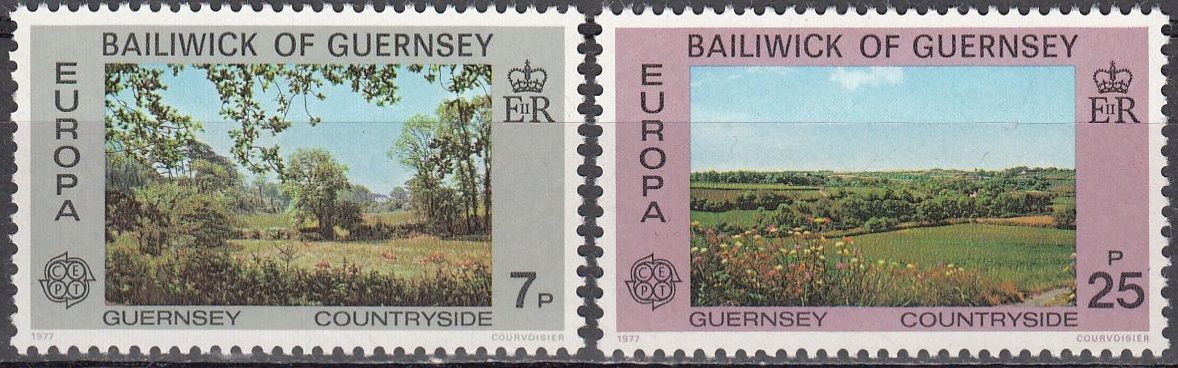 BAILIWICK OF GUERNSEY
EUROPA
EIIR
CEPT
7P
GUERNSEY COUNTRYSIDE
1977 COURVOISIER
BAILIWICK OF GUERNSEY
EUROPA
EIIR
CEPT
P
25
GUERNSEY COUNTRYSIDE
1977 COURVOISIER